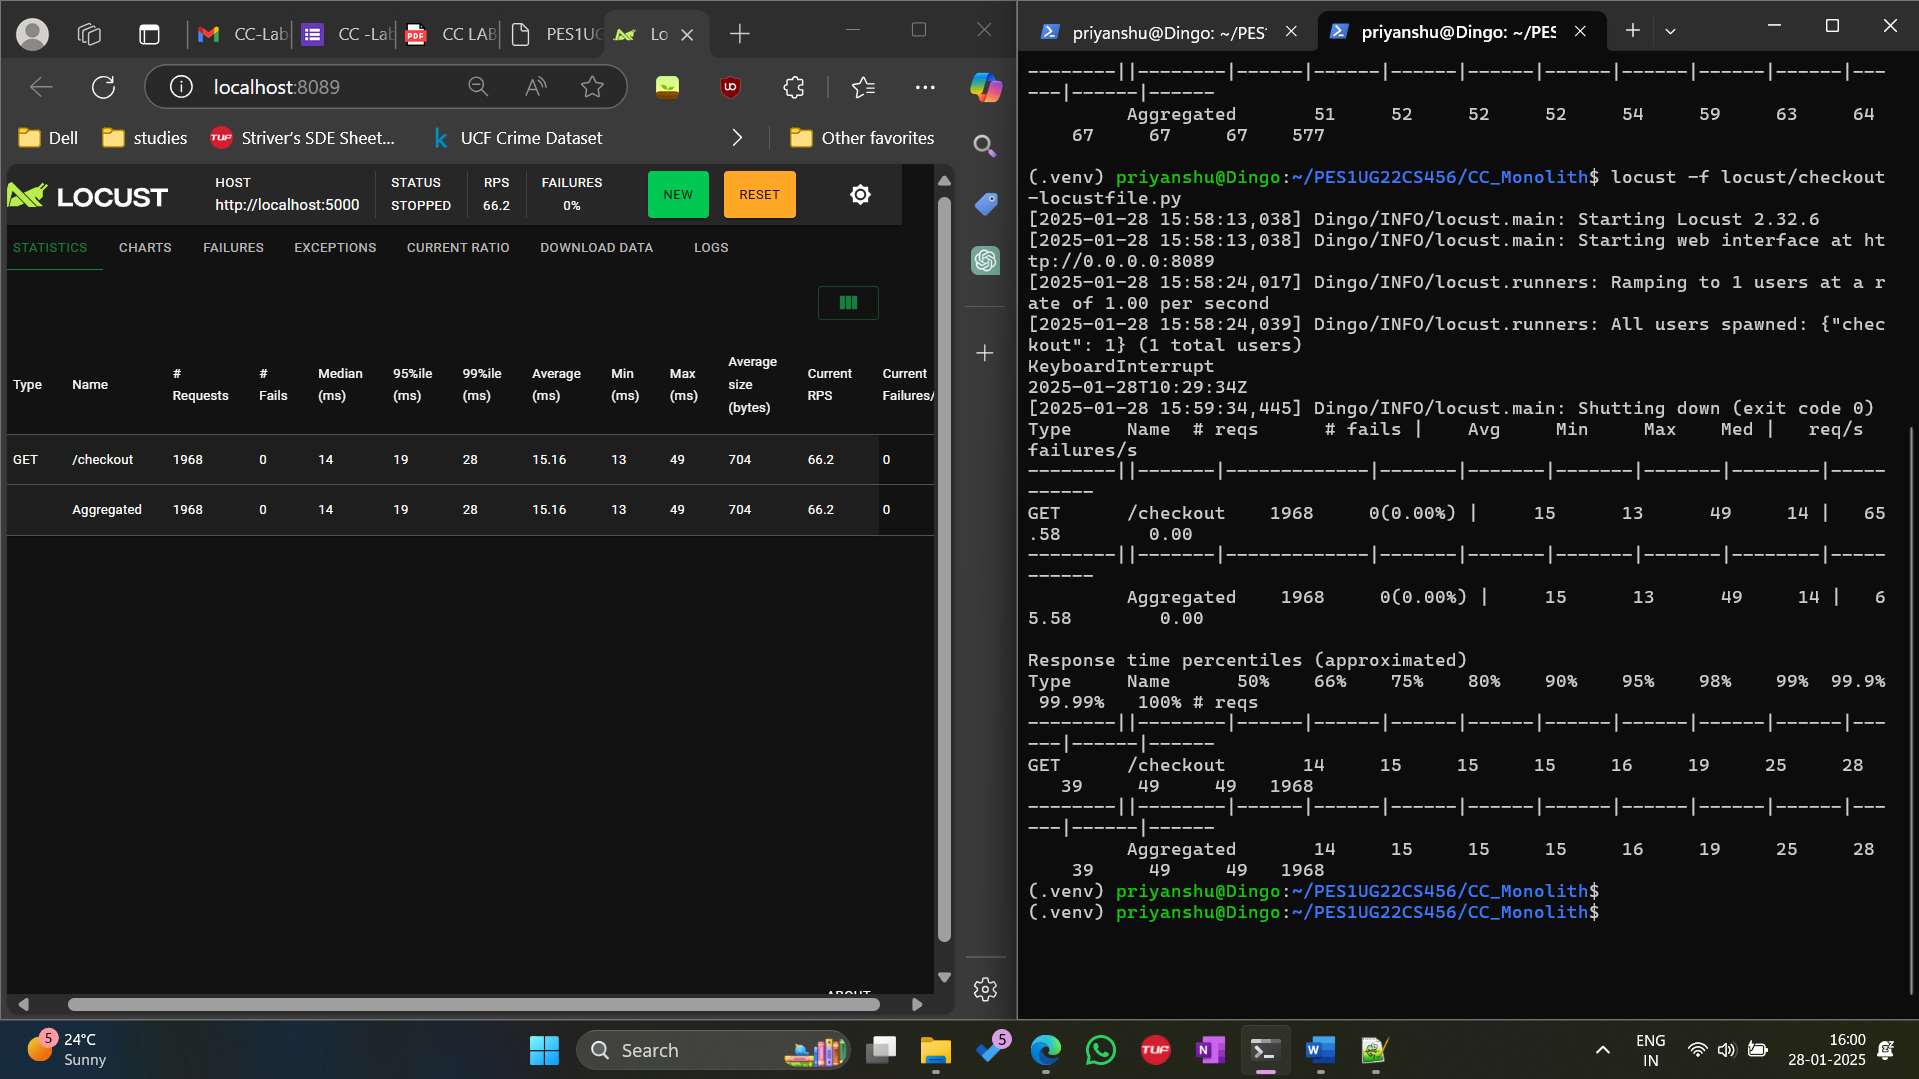 CC-Lab
CC -Lab
CC LAB
PES1UG
Lo
localhost:8089
Dell
studies
TUF
Striver's SDE Sheet...
UCF Crime Dataset
Other favorites
LOCUST
HOST
http://localhost:5000
STATUS
STOPPED
RPS
66.2
FAILURES
0%
NEW
RESET
STATISTICS
CHARTS
FAILURES
EXCEPTIONS
CURRENT RATIO
DOWNLOAD DATA
LOGS
Type Name # Requests # Fails Median (ms) 95%ile (ms) 99%ile (ms) Average (ms) Min (ms) Max (ms) Average size (bytes) Current RPS Current Failures/
GET /checkout 1968 0 14 19 28 15.16 13 49 704 66.2 0
Aggregated 1968 0 14 19 28 15.16 13 49 704 66.2 0
ABOUT
priyanshu@Dingo: ~/PES
priyanshu@Dingo: ~/PES
--------||--------|------|------|------|------|------|------|------|------|---
---|------|------
Aggregated 51 52 52 52 54 59 63 64
67 67 67 577
(.venv) priyanshu@Dingo:~/PES1UG22CS456/CC_Monolith$ locust -f locust/checkout
-locustfile.py
[2025-01-28 15:58:13,038] Dingo/INFO/locust.main: Starting Locust 2.32.6
[2025-01-28 15:58:13,038] Dingo/INFO/locust.main: Starting web interface at ht
tp://0.0.0.0:8089
[2025-01-28 15:58:24,017] Dingo/INFO/locust.runners: Ramping to 1 users at a r
ate of 1.00 per second
[2025-01-28 15:58:24,039] Dingo/INFO/locust.runners: All users spawned: {"chec
kout": 1} (1 total users)
KeyboardInterrupt
2025-01-28T10:29:34Z
[2025-01-28 15:59:34,445] Dingo/INFO/locust.main: Shutting down (exit code 0)
Type Name # reqs # fails | Avg Min Max Med | req/s
failures/s
--------||-------|-------------|-------|-------|-------|-------|--------|-----
------
GET /checkout 1968 0(0.00%) | 15 13 49 14 | 65
.58 0.00
--------||-------|-------------|-------|-------|-------|-------|--------|-----
------
Aggregated 1968 0(0.00%) | 15 13 49 14 | 6
5.58 0.00
Response time percentiles (approximated)
Type Name 50% 66% 75% 80% 90% 95% 98% 99% 99.9%
99.99% 100% # reqs
--------||--------|------|------|------|------|------|------|------|------|---
---|------|------
GET /checkout 14 15 15 15 16 19 25 28
39 49 49 1968
--------||--------|------|------|------|------|------|------|------|------|---
---|------|------
Aggregated 14 15 15 15 16 19 25 28
39 49 49 1968
(.venv) priyanshu@Dingo:~/PES1UG22CS456/CC_Monolith$
(.venv) priyanshu@Dingo:~/PES1UG22CS456/CC_Monolith$
5
24°C
Sunny
Search
5
TUF
ENG
IN
16:00
28-01-2025